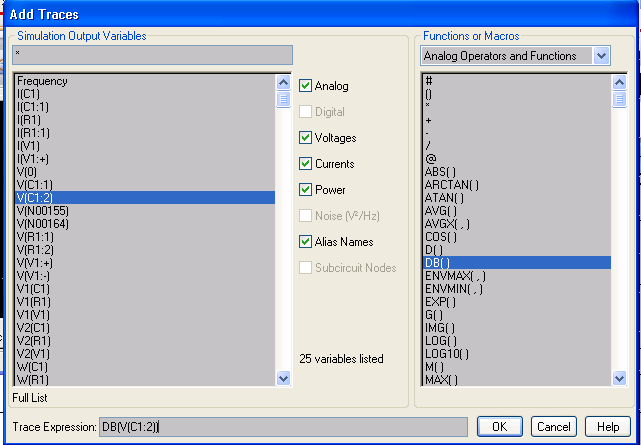 Add Traces
Simulation Output Variables
*
Frequency
I(C1)
I(C1:1)
I(R1)
I(R1:1)
I(V1)
I(V1:+)
V(0)
V(C1:1)
V(C1:2)
V(N00155)
V(N00164)
V(R1:1)
V(R1:2)
V(V1:+)
V(V1:-)
V1(C1)
V1(R1)
V1(V1)
V2(C1)
V2(R1)
V2(V1)
W(C1)
W(R1)
Full List
Analog
Digital
Voltages
Currents
Power
Noise (V²/Hz)
Alias Names
Subcircuit Nodes
25 variables listed
Functions or Macros
Analog Operators and Functions
#
()
*
+
-
/
@
ABS( )
ARCTAN( )
ATAN( )
AVG( )
AVGX( , )
COS( )
D( )
DB( )
ENVMAX( , )
ENVMIN( , )
EXP( )
G( )
IMG( )
LOG( )
LOG10( )
M( )
MAX( )
Trace Expression: DB(V(C1:2))
OK Cancel Help